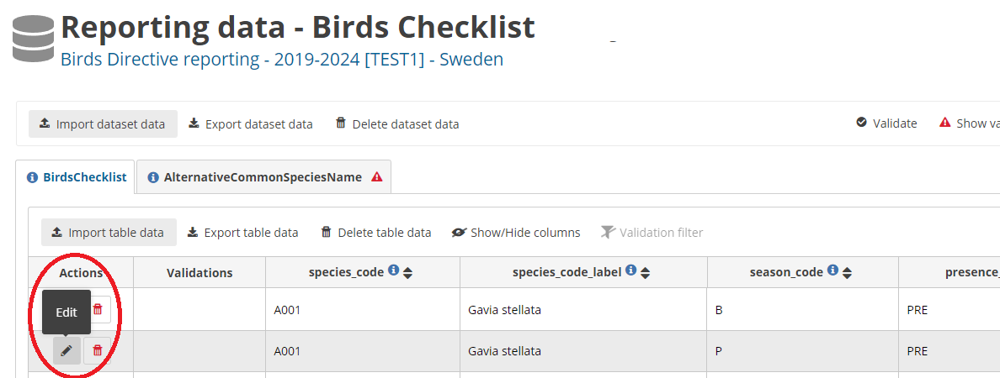 Reporting data - Birds Checklist
Birds Directive reporting - 2019-2024 [TEST1] - Sweden
Import dataset data Export dataset data Delete dataset data Validate Show va
BirdsChecklist AlternativeCommonSpeciesName
Import table data Export table data Delete table data Show/Hide columns Validation filter
Actions Validations species_code species_code_label season_code presence_
Edit A001 Gavia stellata B PRE
A001 Gavia stellata P PRE